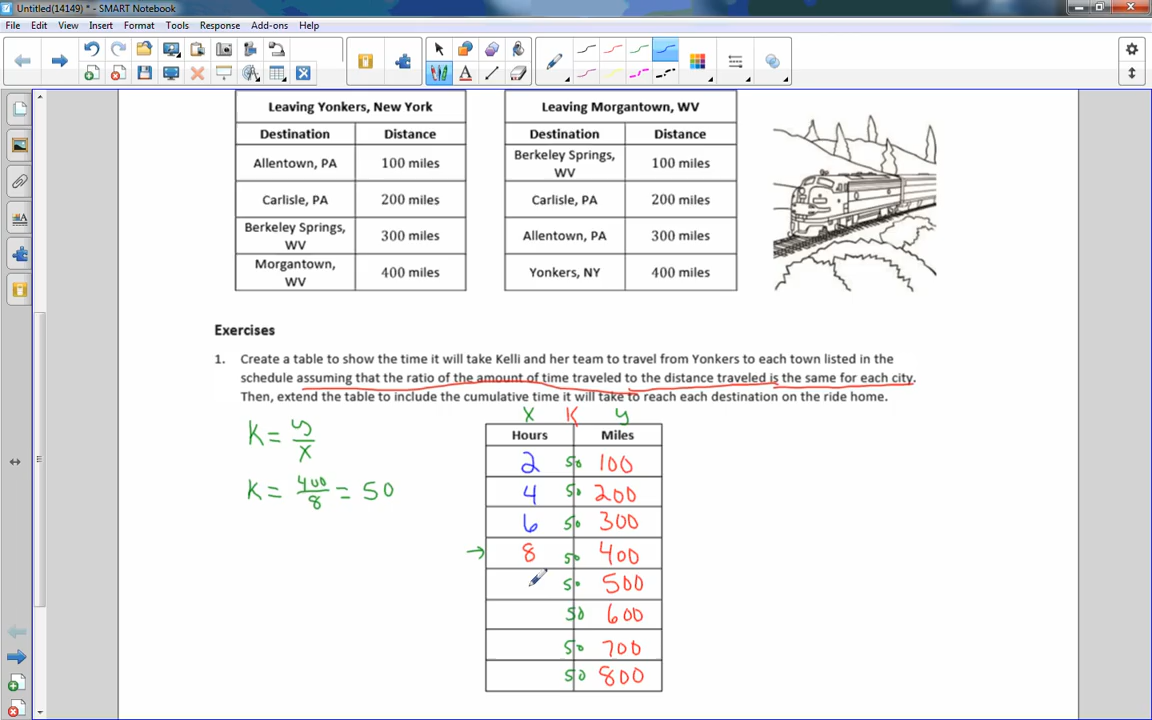 Untitled(14149) * - SMART Notebook
File Edit View Insert Format Tools Response Add-ons Help
Leaving Yonkers, New York
Destination Distance
Allentown, PA 100 miles
Carlisle, PA 200 miles
Berkeley Springs, WV 300 miles
Morgantown, WV 400 miles
Leaving Morgantown, WV
Destination Distance
Berkeley Springs, WV 100 miles
Carlisle, PA 200 miles
Allentown, PA 300 miles
Yonkers, NY 400 miles
Exercises
1. Create a table to show the time it will take Kelli and her team to travel from Yonkers to each town listed in the
schedule assuming that the ratio of the amount of time traveled to the distance traveled is the same for each city.
Then, extend the table to include the cumulative time it will take to reach each destination on the ride home.
K = y/x
K = 400/8 = 50
X K y
Hours Miles
2 50 100
4 50 200
6 50 300
→ 8 50 400
50 500
50 600
50 700
50 800